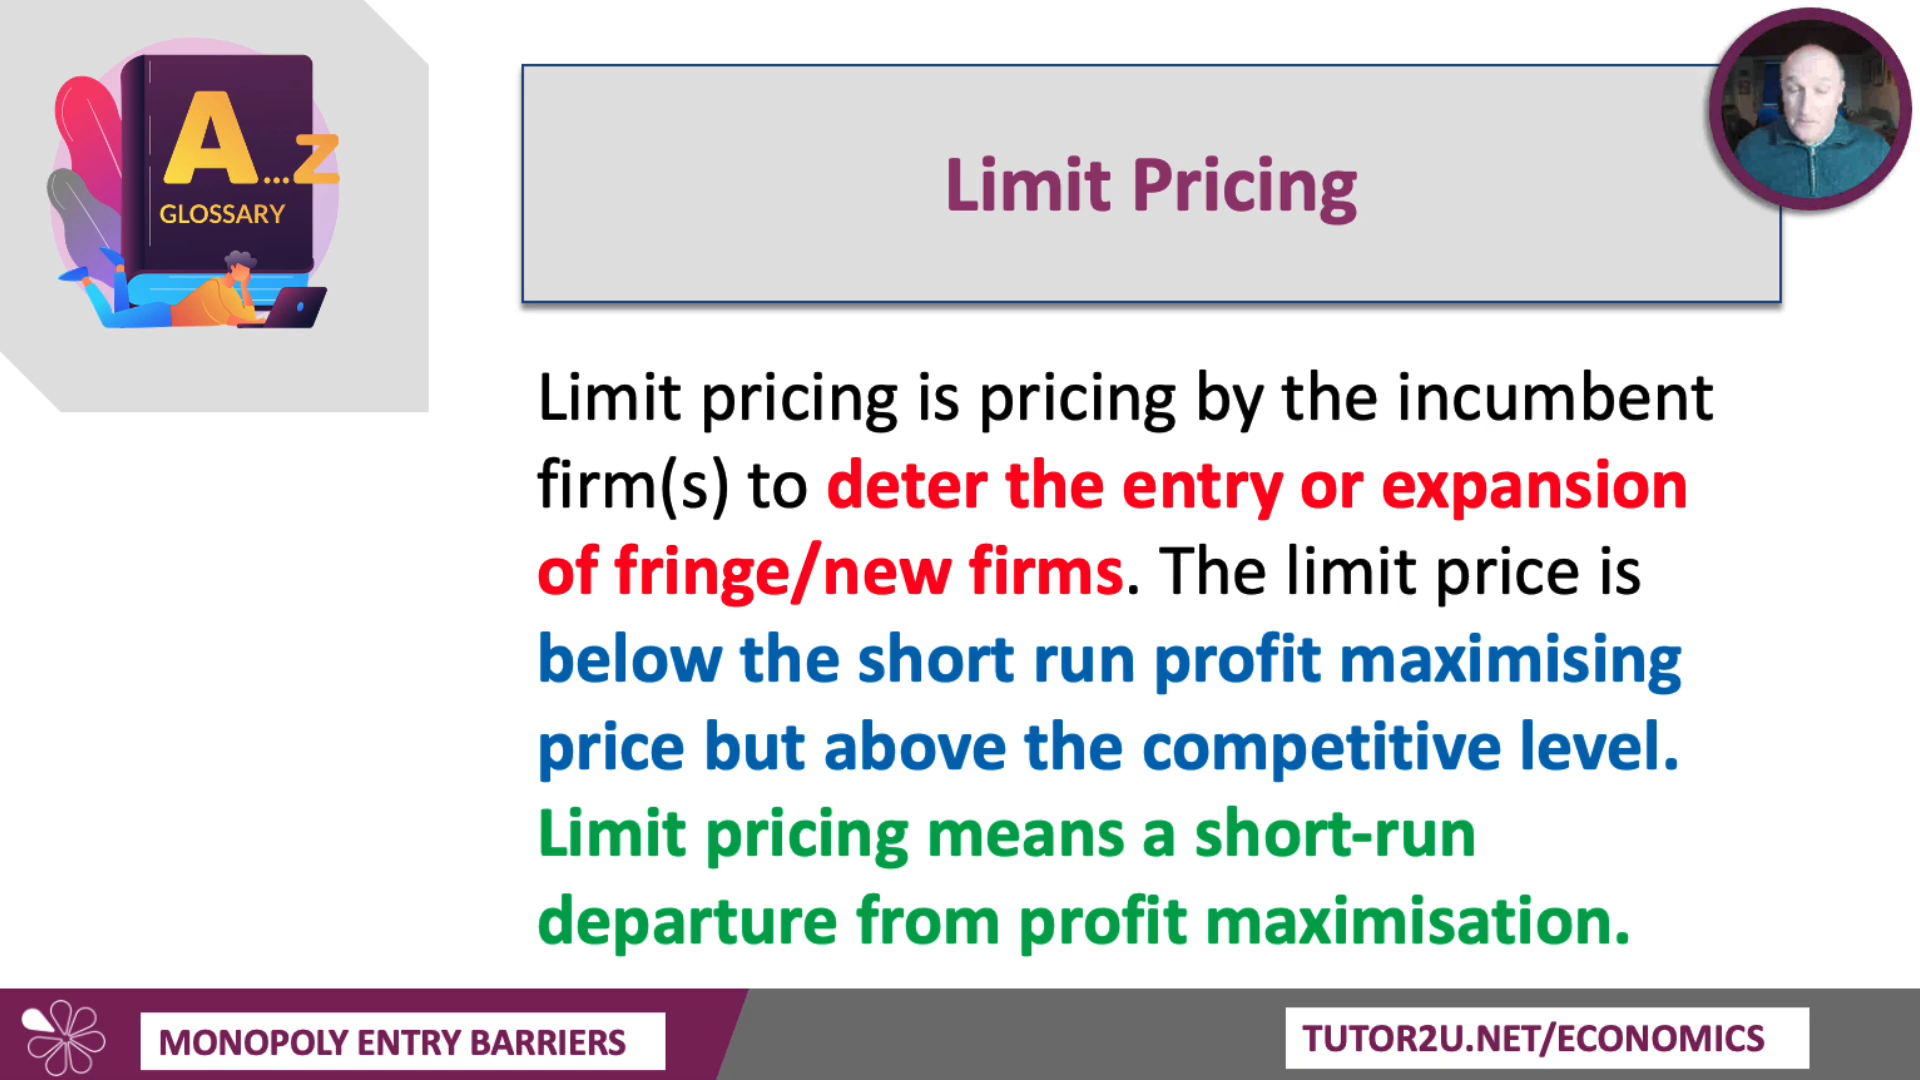 A...Z
GLOSSARY
Limit Pricing
Limit pricing is pricing by the incumbent
firm(s) to deter the entry or expansion
of fringe/new firms. The limit price is
below the short run profit maximising
price but above the competitive level.
Limit pricing means a short-run
departure from profit maximisation.
MONOPOLY ENTRY BARRIERS
TUTOR2U.NET/ECONOMICS